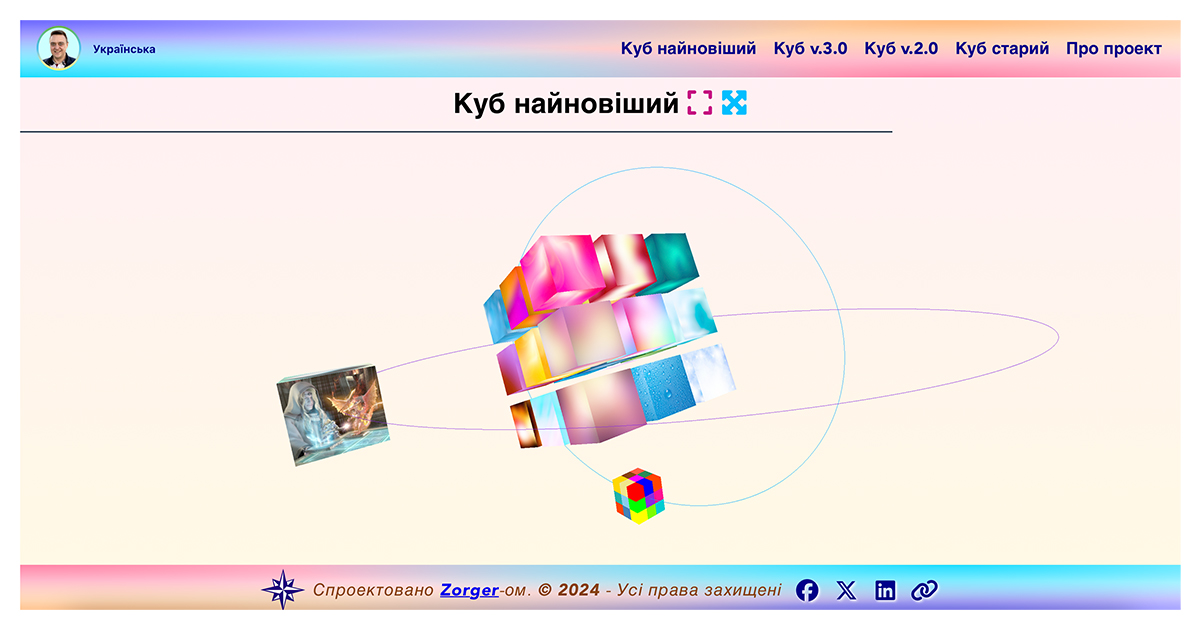 Українська
Куб найновіший Куб v.3.0 Куб v.2.0 Куб старий Про проект
Куб найновіший
Спроектовано Zorger-ом. © 2024 - Усі права захищені